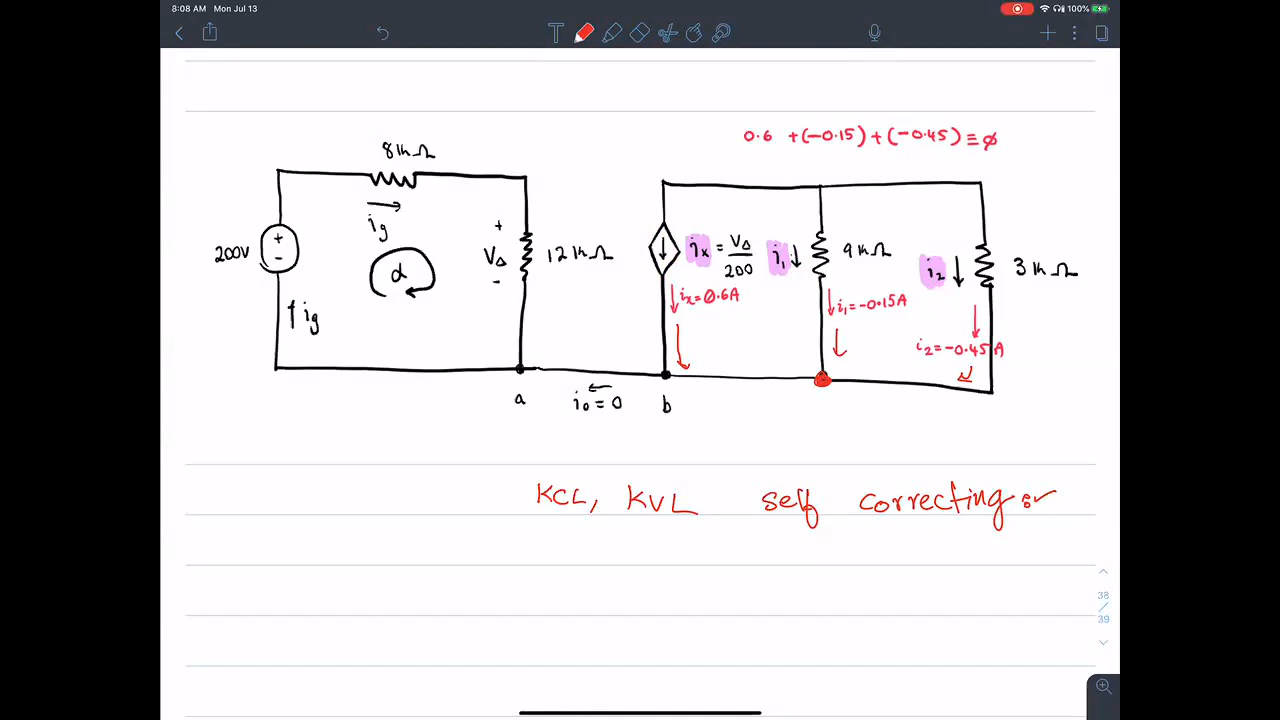 8:08 AM Mon Jul 13
100%
T
0.6 +(-0.15)+(-0.45)≡∅
8kΩ
ig
200V
+
-
α
ig
+
VΔ
-
12kΩ
ix = VΔ/200
i1
9kΩ
i2
3kΩ
ix=0.6A
i1=-0.15A
i2=-0.45A
a
i0=0
b
KCL, KVL self correcting
38
/
39